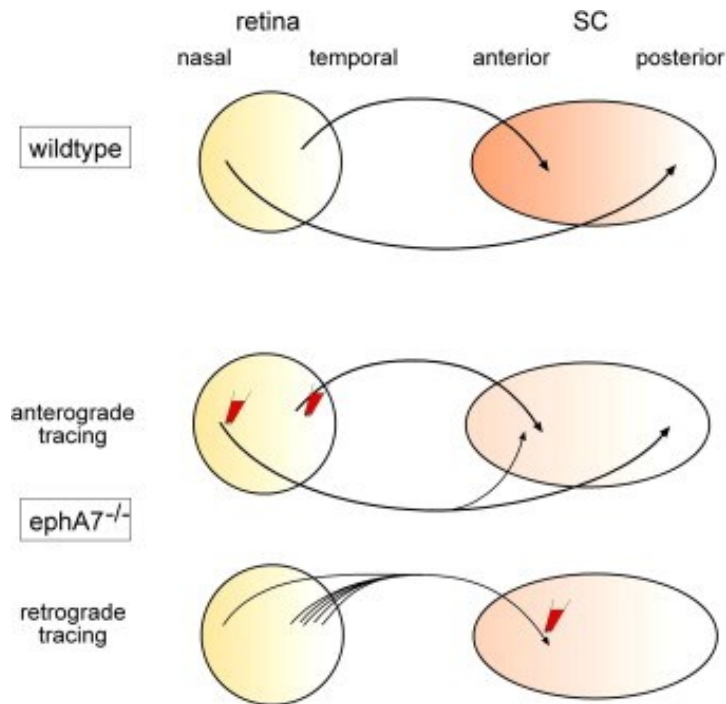 retina SC
nasal temporal anterior posterior
wildtype
anterograde
tracing
ephA7-/-
retrograde
tracing